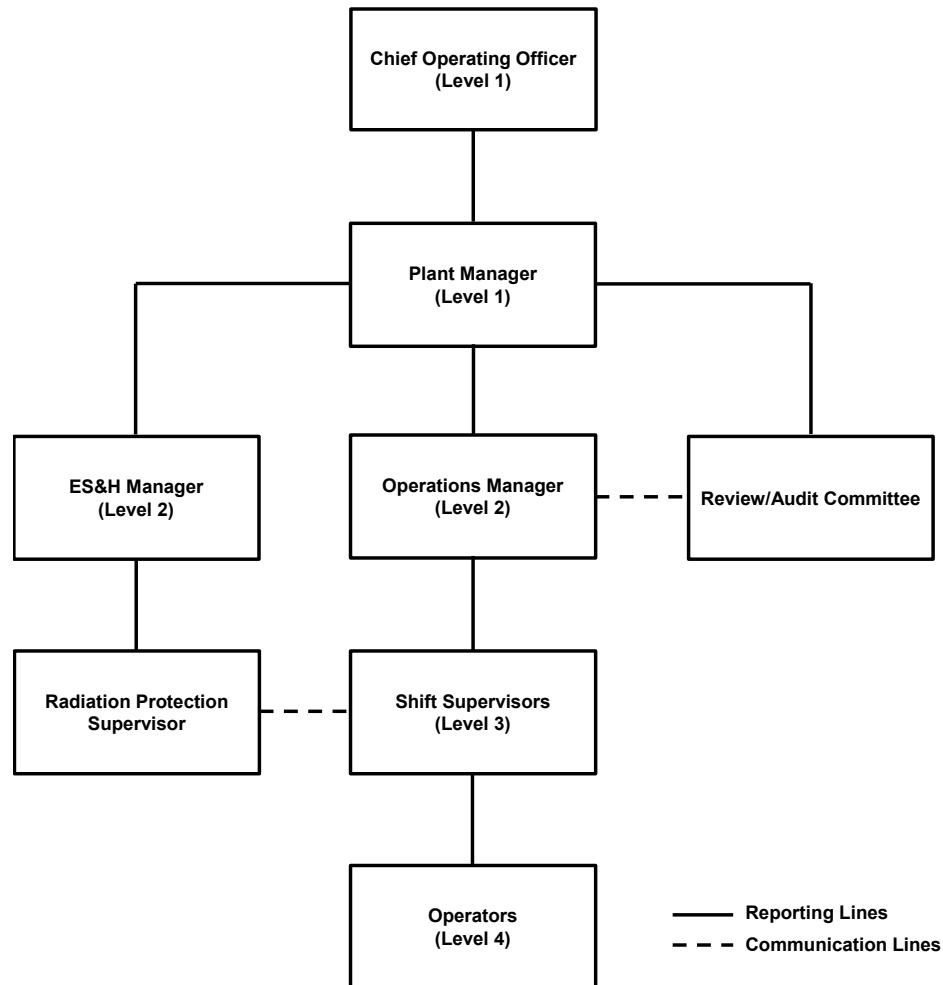 Chief Operating Officer
(Level 1)
Plant Manager
(Level 1)
ES&H Manager
(Level 2)
Operations Manager
(Level 2)
Review/Audit Committee
Radiation Protection
Supervisor
Shift Supervisors
(Level 3)
Operators
(Level 4)
Reporting Lines
Communication Lines